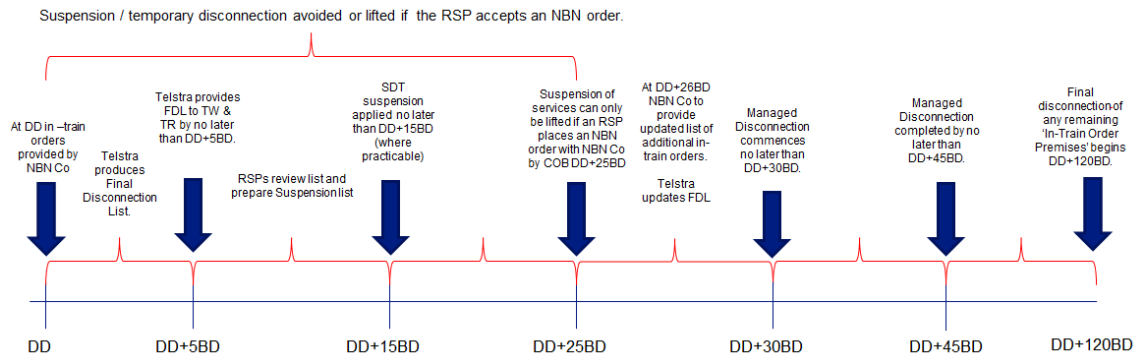 Suspension / temporary disconnection avoided or lifted if the RSP accepts an NBN order.
At DD in –train
orders
provided by
NBN Co
Telstra
produces
Final
Disconnection
List.
Telstra provides
FDL to TW &
TR by no later
than DD+5BD.
RSPs review list and
prepare Suspension list
SDT
suspension
applied no later
than DD+15BD
(where
practicable)
Suspension of
services can only
be lifted if an RSP
places an NBN
order with NBN Co
by COB DD+25BD
At DD+26BD
NBN Co to
provide
updated list of
additional in-
train orders.
Telstra
updates FDL
Managed
Disconnection
commences
no later than
DD+30BD.
Managed
Disconnection
completed by no
later than
DD+45BD.
Final
disconnection of
any remaining
‘In-Train Order
Premises’ begins
DD+120BD.
DD
DD+5BD
DD+15BD
DD+25BD
DD+30BD
DD+45BD
DD+120BD